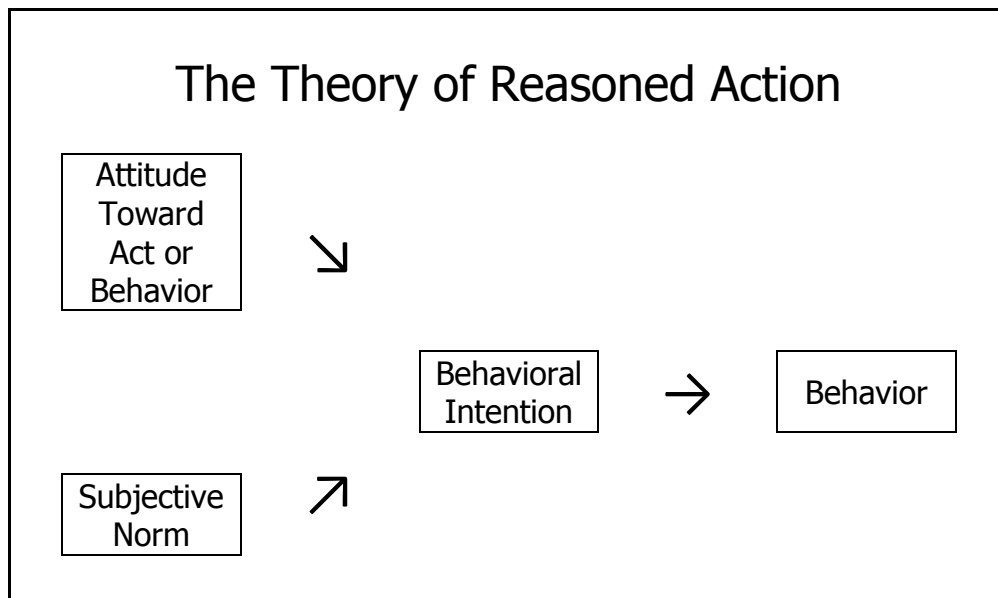 The Theory of Reasoned Action
Attitude
Toward
Act or
Behavior
Behavioral
Intention
Behavior
Subjective
Norm